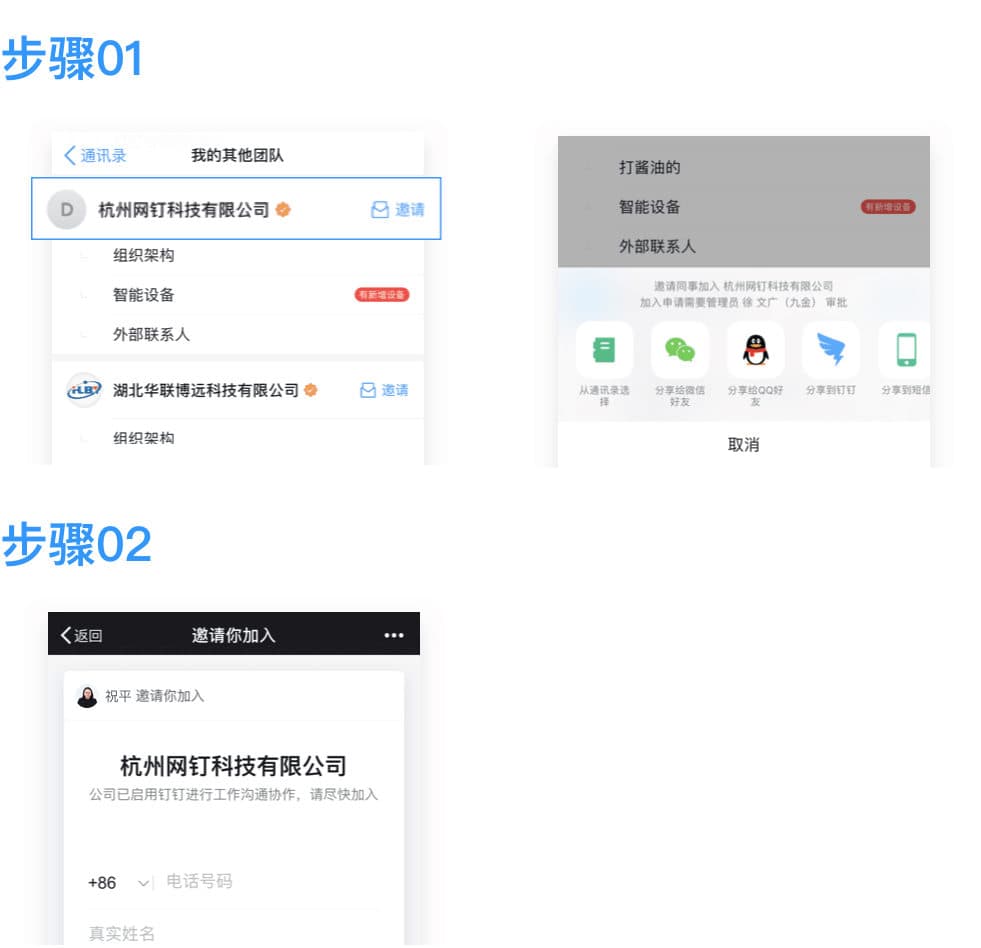 步骤01
通讯录 我的其他团队
D 杭州网钉科技有限公司 邀请
组织架构
智能设备 有新增设备
外部联系人
HLBY 湖北华联博远科技有限公司 邀请
组织架构
打酱油的
智能设备 有新增设备
外部联系人
邀请同事加入 杭州网钉科技有限公司
加入申请需要管理员 徐 文广（九金） 审批
从通讯录选择
分享给微信好友
分享给QQ好友
分享到钉钉
分享到短信
取消
步骤02
返回 邀请你加入 •••
祝平 邀请你加入
杭州网钉科技有限公司
公司已启用钉钉进行工作沟通协作，请尽快加入
+86 电话号码
真实姓名